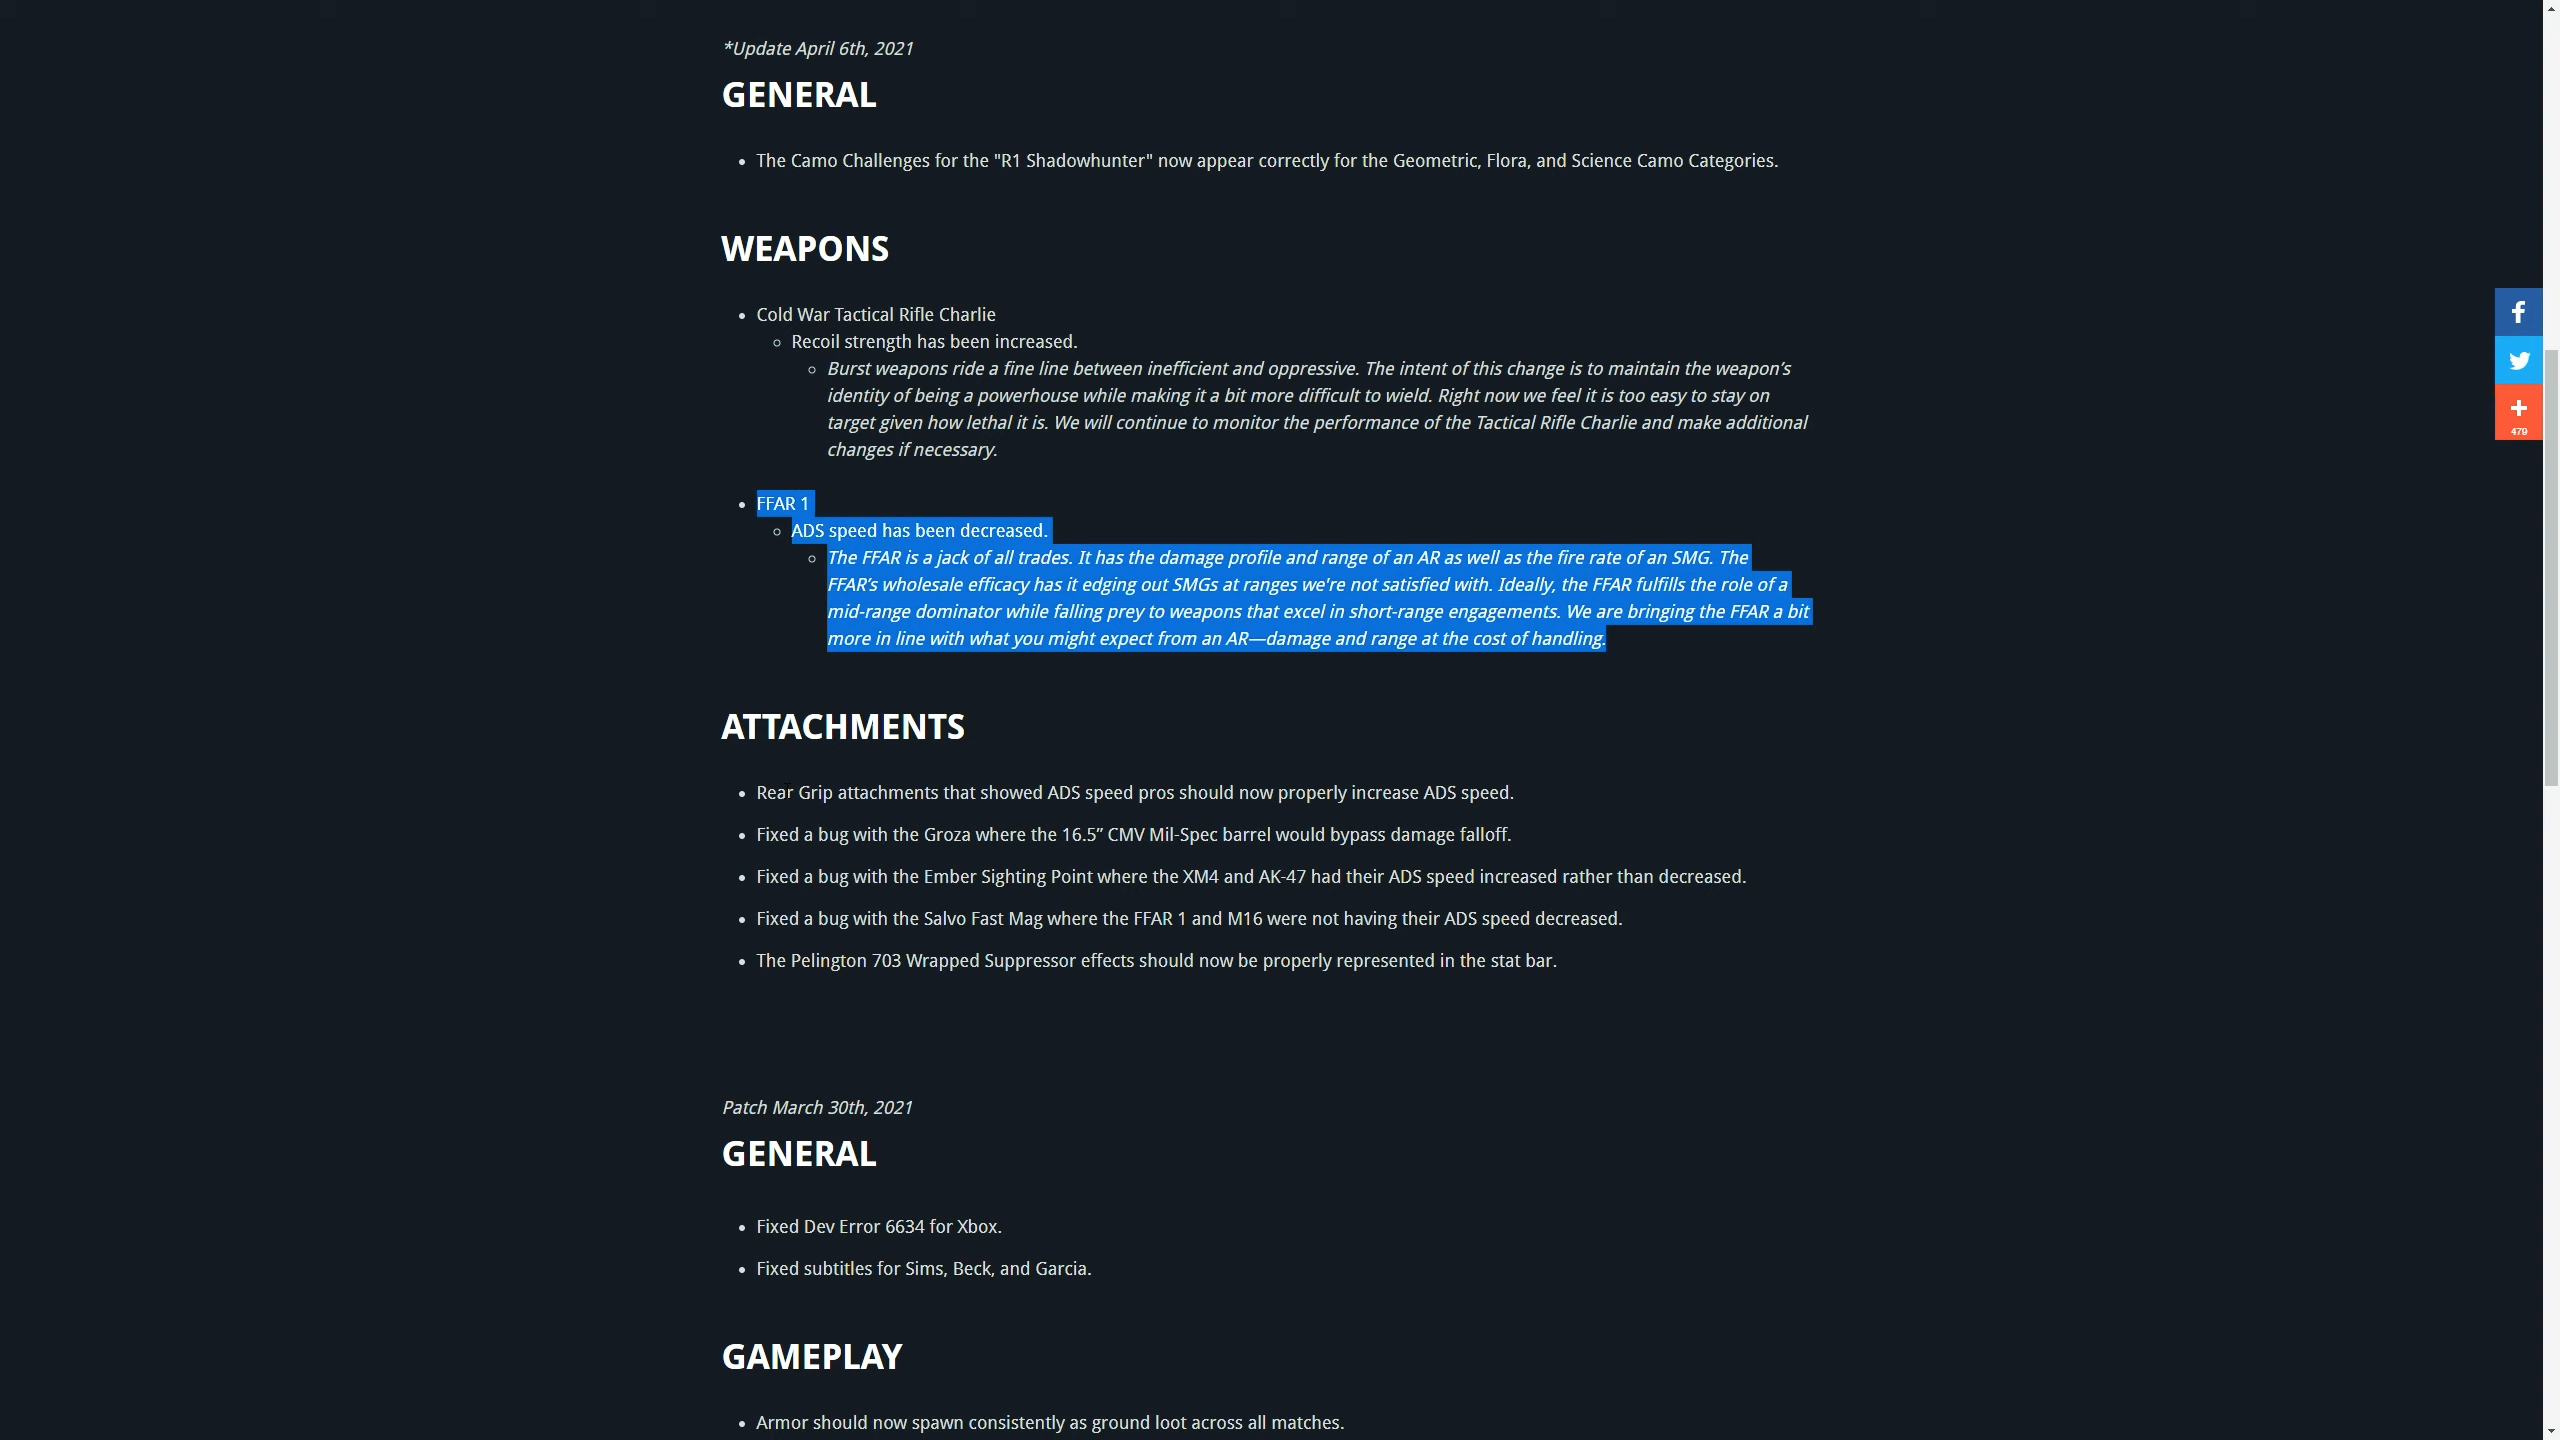 *Update April 6th, 2021
GENERAL
The Camo Challenges for the "R1 Shadowhunter" now appear correctly for the Geometric, Flora, and Science Camo Categories.
WEAPONS
Cold War Tactical Rifle Charlie
Recoil strength has been increased.
Burst weapons ride a fine line between inefficient and oppressive. The intent of this change is to maintain the weapon’s
identity of being a powerhouse while making it a bit more difficult to wield. Right now we feel it is too easy to stay on
target given how lethal it is. We will continue to monitor the performance of the Tactical Rifle Charlie and make additional
changes if necessary.
FFAR 1
ADS speed has been decreased.
The FFAR is a jack of all trades. It has the damage profile and range of an AR as well as the fire rate of an SMG. The
FFAR’s wholesale efficacy has it edging out SMGs at ranges we're not satisfied with. Ideally, the FFAR fulfills the role of a
mid-range dominator while falling prey to weapons that excel in short-range engagements. We are bringing the FFAR a bit
more in line with what you might expect from an AR—damage and range at the cost of handling.
ATTACHMENTS
Rear Grip attachments that showed ADS speed pros should now properly increase ADS speed.
Fixed a bug with the Groza where the 16.5” CMV Mil-Spec barrel would bypass damage falloff.
Fixed a bug with the Ember Sighting Point where the XM4 and AK-47 had their ADS speed increased rather than decreased.
Fixed a bug with the Salvo Fast Mag where the FFAR 1 and M16 were not having their ADS speed decreased.
The Pelington 703 Wrapped Suppressor effects should now be properly represented in the stat bar.
Patch March 30th, 2021
GENERAL
Fixed Dev Error 6634 for Xbox.
Fixed subtitles for Sims, Beck, and Garcia.
GAMEPLAY
Armor should now spawn consistently as ground loot across all matches.
479